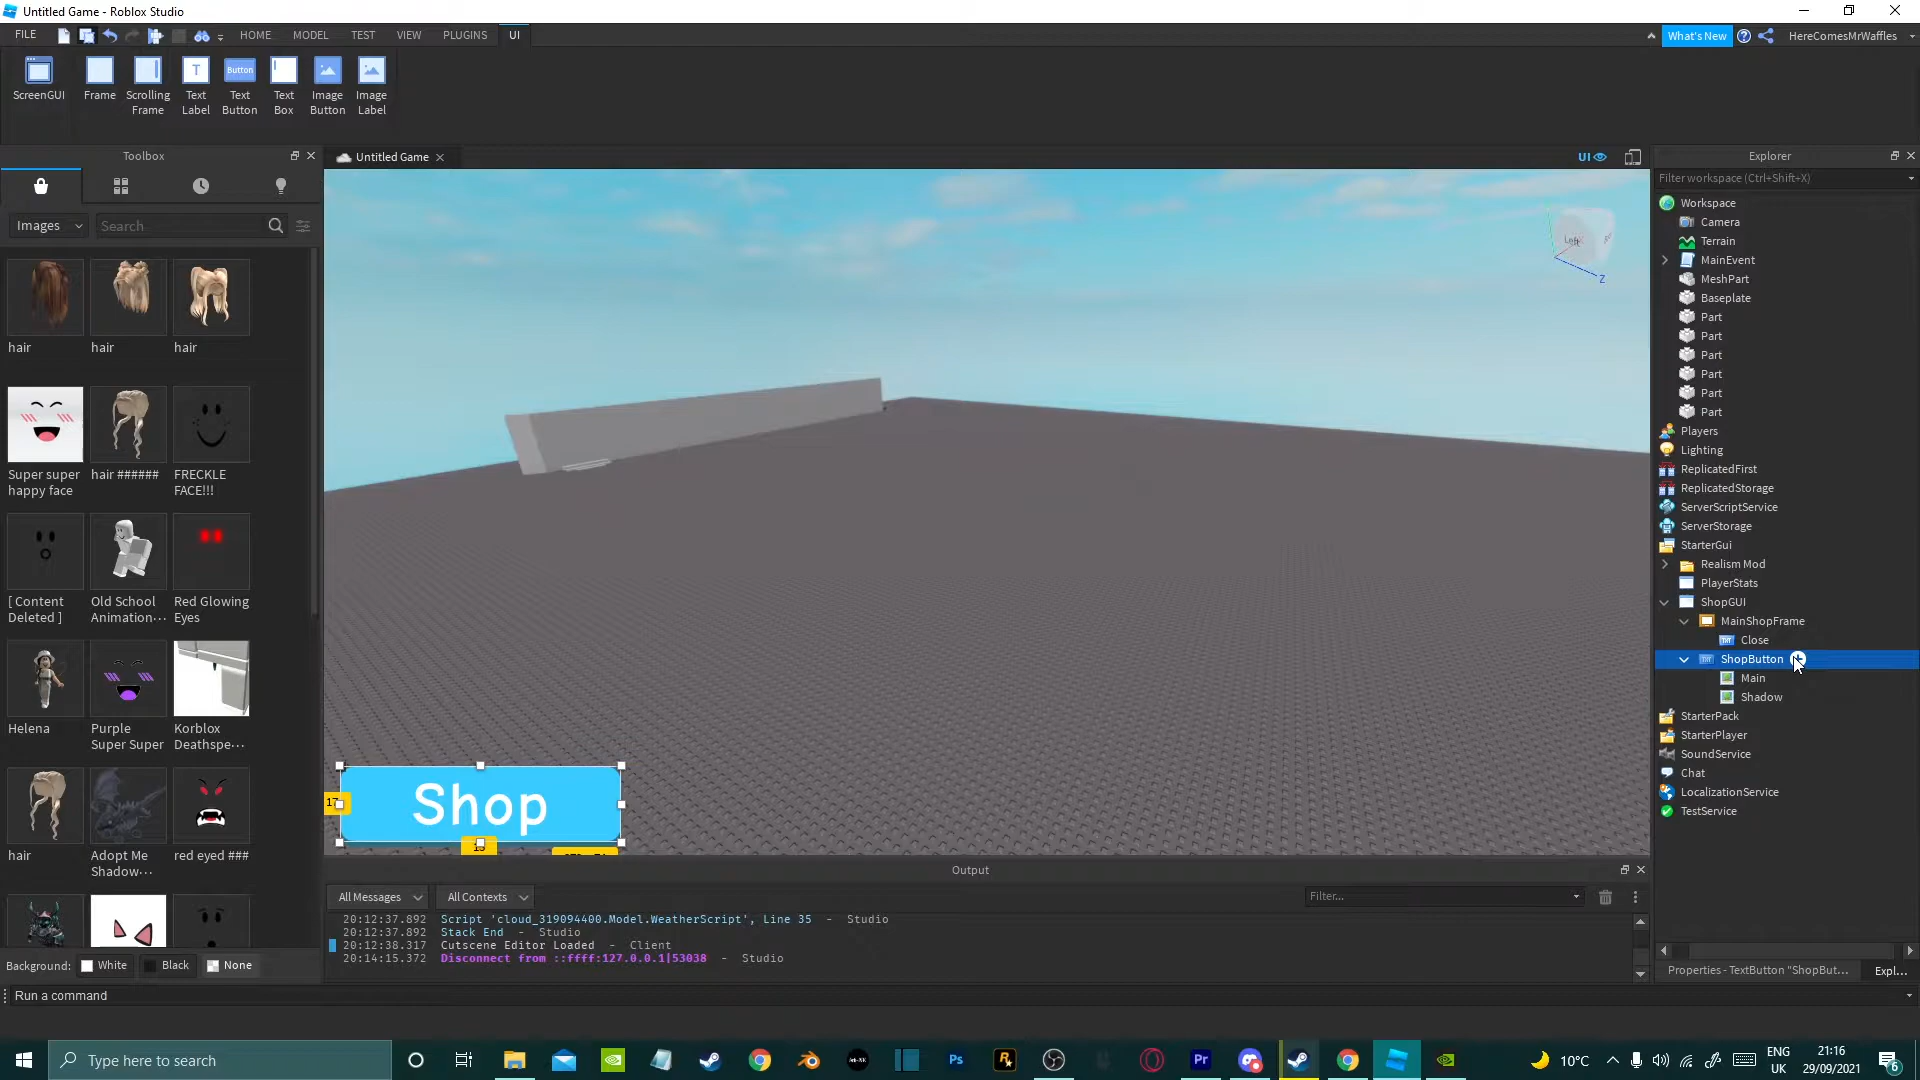 Untitled Game - Roblox Studio
FILE HOME MODEL TEST VIEW PLUGINS UI What's New HereComesMrWaffles
ScreenGUI Frame Scrolling Frame Text Label Text Button Text Box Image Button Image Label
Button
T
Toolbox
Untitled Game
UI
Explorer
Filter workspace (Ctrl+Shift+X)
Images
Search
hair hair hair
Super super happy face
hair ######
FRECKLE FACE!!!
[ Content Deleted ]
Old School Animation...
Red Glowing Eyes
Helena
Purple Super Super
Korblox Deathspe...
hair
Adopt Me Shadow...
red eyed ###
Background: White Black None
Left
Z
Shop
Workspace
Camera
Terrain
MainEvent
MeshPart
Baseplate
Part
Part
Part
Part
Part
Part
Players
Lighting
ReplicatedFirst
ReplicatedStorage
ServerScriptService
ServerStorage
StarterGui
Realism Mod
PlayerStats
ShopGUI
MainShopFrame
Close
ShopButton
Main
Shadow
StarterPack
StarterPlayer
SoundService
Chat
LocalizationService
TestService
Properties - TextButton "ShopBut...
Expl...
Output
All Messages All Contexts Filter...
20:12:37.892 Script 'cloud_319094400.Model.WeatherScript', Line 35 - Studio
20:12:37.892 Stack End - Studio
20:12:38.317 Cutscene Editor Loaded - Client
20:14:15.372 Disconnect from ::ffff:127.0.0.1|53038 - Studio
Run a command
Type here to search
Ps
Pr
10°C
ENG
UK
21:16
29/09/2021
6